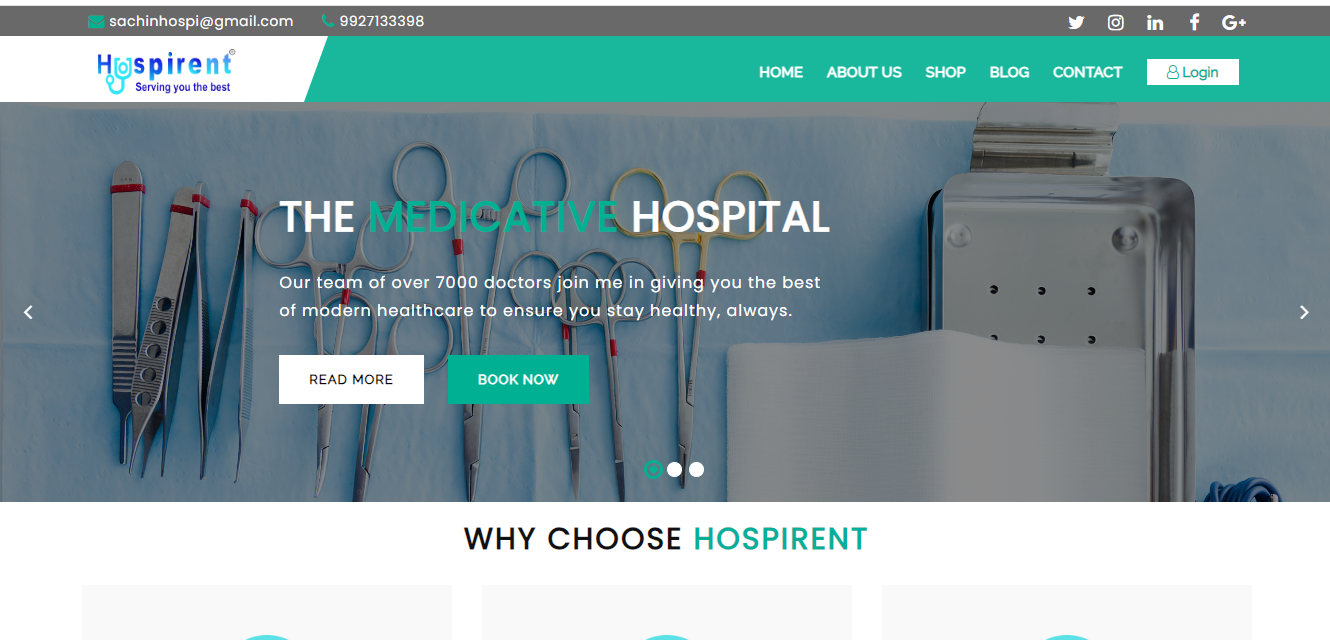 sachinhospi@gmail.com 9927133398
Hospirent®
Serving you the best
HOME ABOUT US SHOP BLOG CONTACT Login
THE MEDICATIVE HOSPITAL
Our team of over 7000 doctors join me in giving you the best
of modern healthcare to ensure you stay healthy, always.
READ MORE BOOK NOW
WHY CHOOSE HOSPIRENT